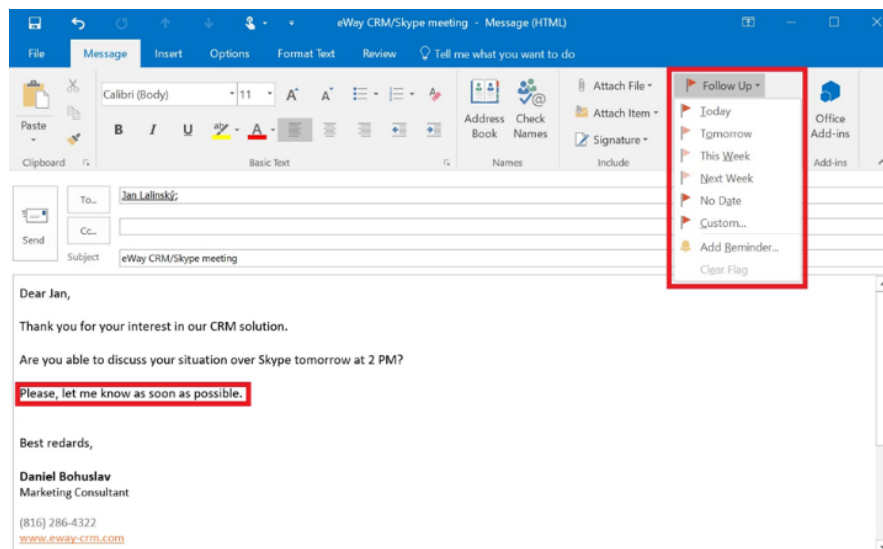 eWay CRM/Skype meeting - Message (HTML)
File Message Insert Options Format Text Review Tell me what you want to do
Calibri (Body) 11 A A
Paste
B I U aby A
Address Book
Check Names
Attach File
Attach Item
Signature
Follow Up
Today
Tomorrow
This Week
Next Week
No Date
Custom...
Add Reminder...
Clear Flag
Office Add-ins
Clipboard Basic Text Names Include Add-ins
Send
To... Jan Lalinský;
Cc...
Subject eWay CRM/Skype meeting
Dear Jan,
Thank you for your interest in our CRM solution.
Are you able to discuss your situation over Skype tomorrow at 2 PM?
Please, let me know as soon as possible.
Best redards,
Daniel Bohuslav
Marketing Consultant
(816) 286-4322
www.eway-crm.com